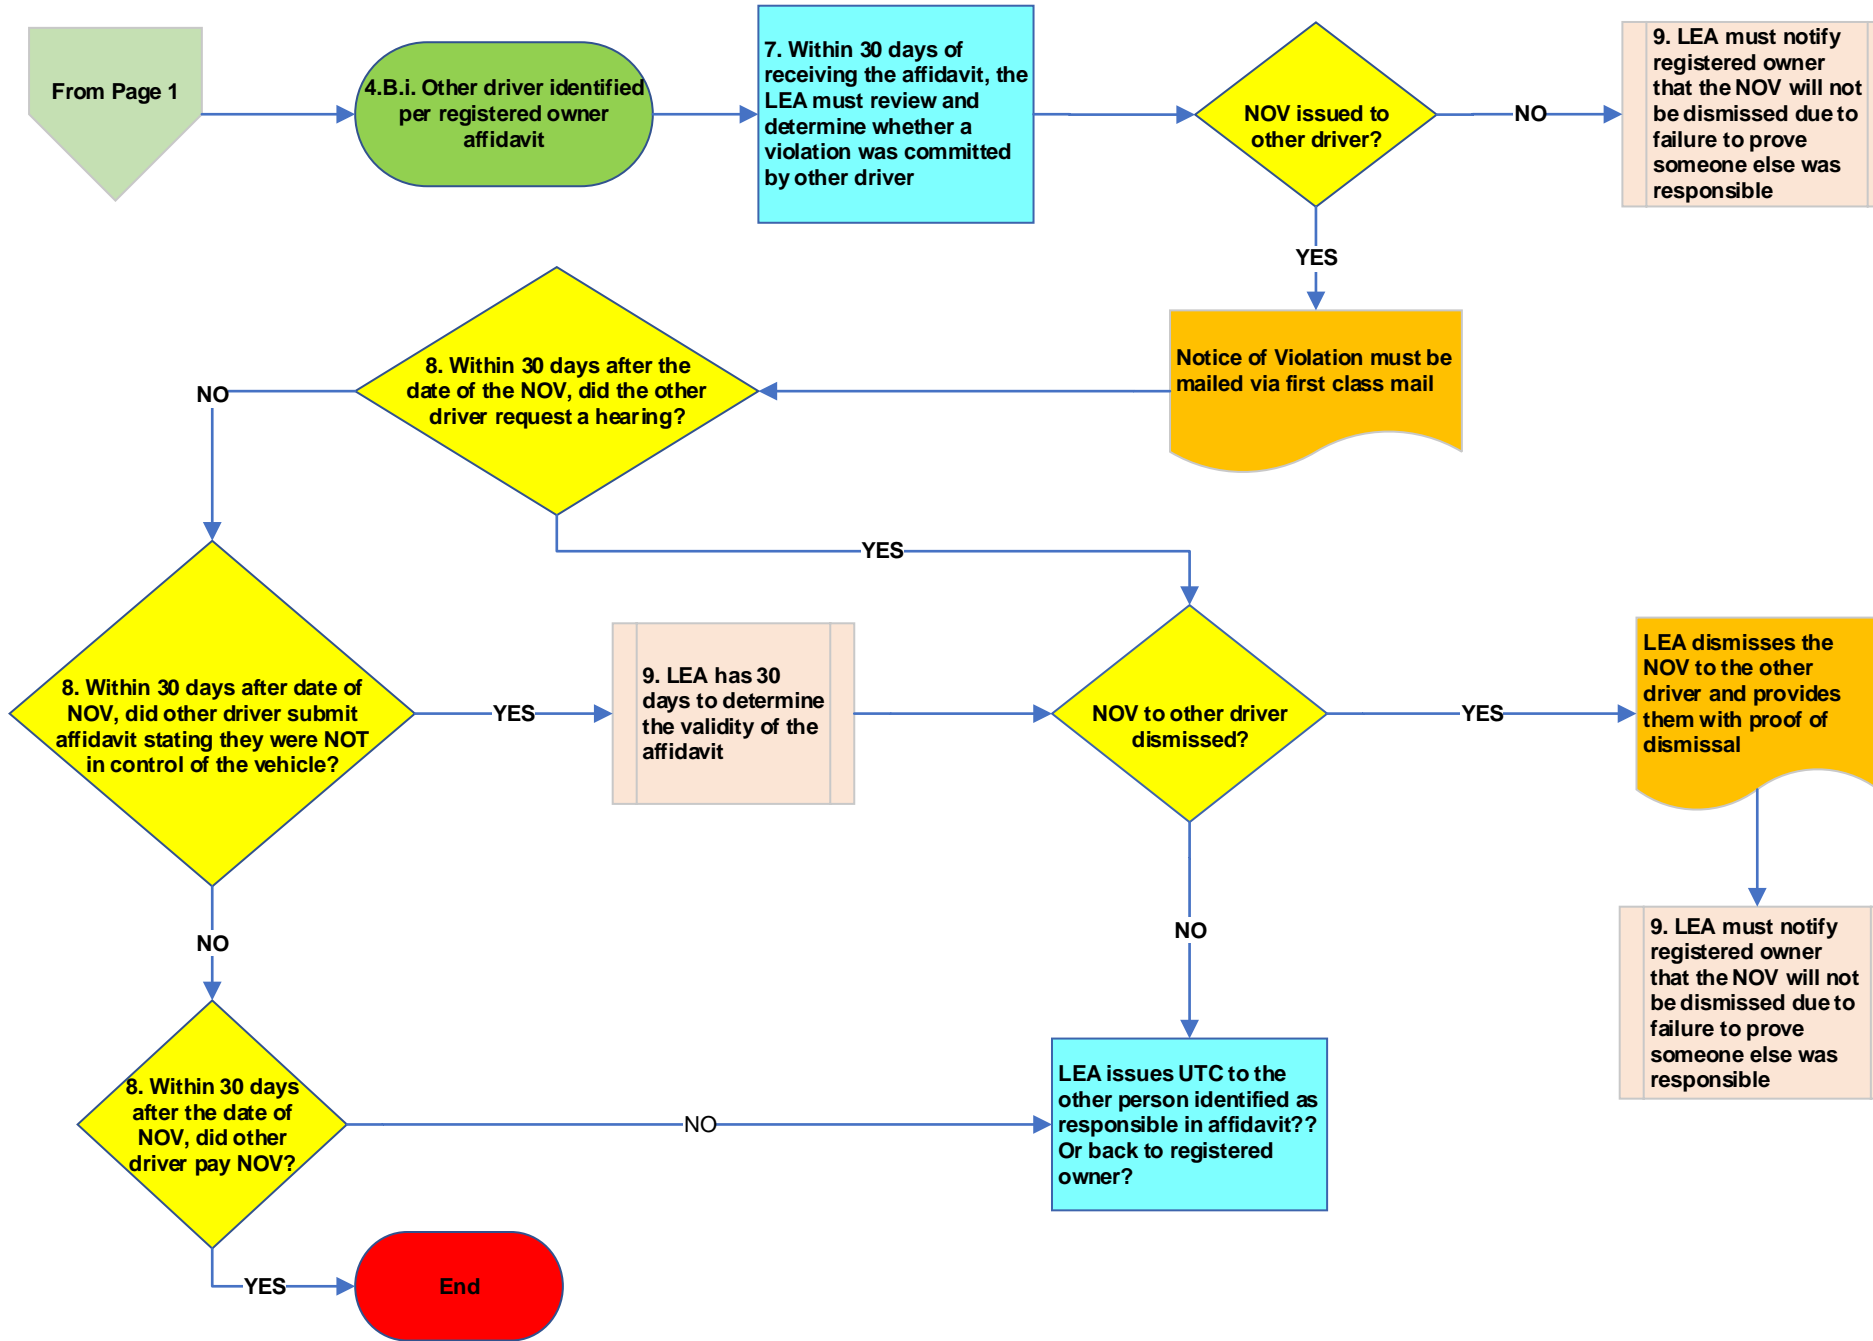 From Page 1
4.B.i. Other driver identified
per registered owner
affidavit
7. Within 30 days of
receiving the affidavit, the
LEA must review and
determine whether a
violation was committed
by other driver
NOV issued to
other driver?
NO
9. LEA must notify
registered owner
that the NOV will not
be dismissed due to
failure to prove
someone else was
responsible
YES
Notice of Violation must be
mailed via first class mail
8. Within 30 days after the
date of the NOV, did the other
driver request a hearing?
NO
YES
8. Within 30 days after date of
NOV, did other driver submit
affidavit stating they were NOT
in control of the vehicle?
YES
9. LEA has 30
days to determine
the validity of the
affidavit
NOV to other driver
dismissed?
YES
LEA dismisses the
NOV to the other
driver and provides
them with proof of
dismissal
NO
NO
9. LEA must notify
registered owner
that the NOV will not
be dismissed due to
failure to prove
someone else was
responsible
8. Within 30 days
after the date of
NOV, did other
driver pay NOV?
NO
LEA issues UTC to the
other person identified as
responsible in affidavit??
Or back to registered
owner?
YES
End